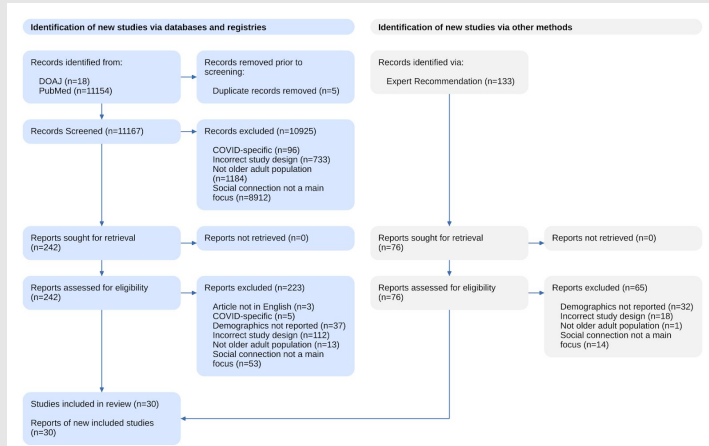 Identification of new studies via databases and registries
Identification of new studies via other methods
Records identified from:
DOAJ (n=18)
PubMed (n=11154)
Records removed prior to
screening:
Duplicate records removed (n=5)
Records identified via:
Expert Recommendation (n=133)
Records Screened (n=11167)
Records excluded (n=10925)
COVID-specific (n=96)
Incorrect study design (n=733)
Not older adult population
(n=1184)
Social connection not a main
focus (n=8912)
Reports sought for retrieval
(n=242)
Reports not retrieved (n=0)
Reports sought for retrieval
(n=76)
Reports not retrieved (n=0)
Reports assessed for eligibility
(n=242)
Reports excluded (n=223)
Article not in English (n=3)
COVID-specific (n=5)
Demographics not reported (n=37)
Incorrect study design (n=112)
Not older adult population (n=13)
Social connection not a main
focus (n=53)
Reports assessed for eligibility
(n=76)
Reports excluded (n=65)
Demographics not reported (n=32)
Incorrect study design (n=18)
Not older adult population (n=1)
Social connection not a main
focus (n=14)
Studies included in review (n=30)
Reports of new included studies
(n=30)